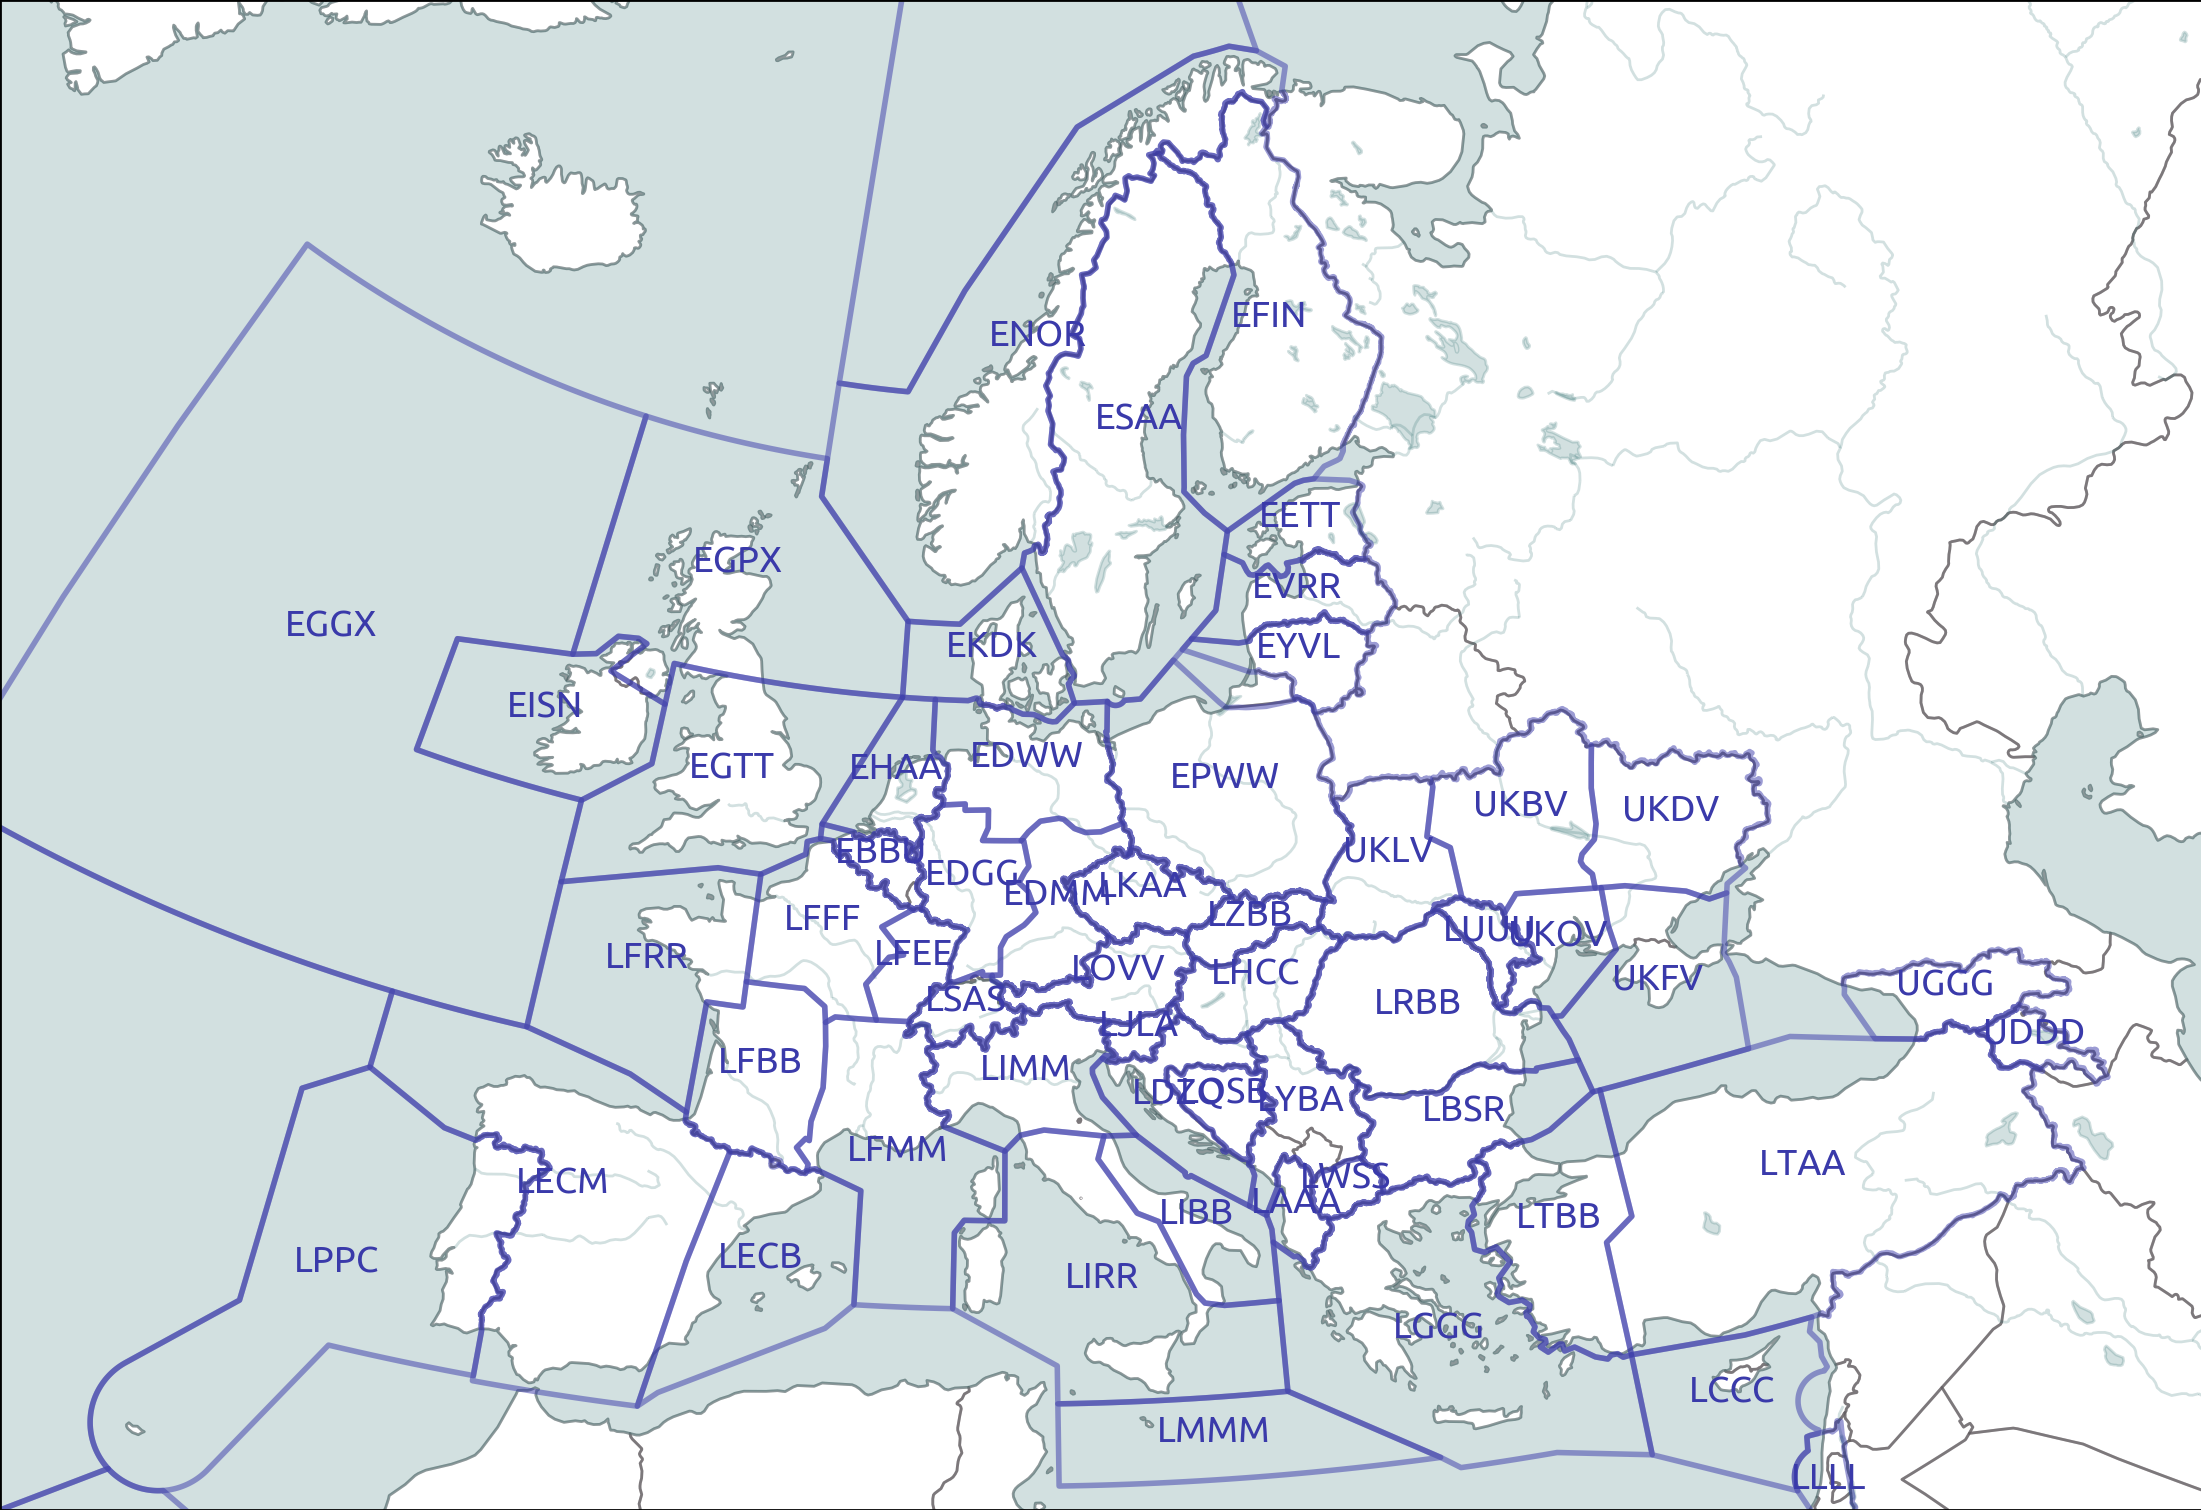 EFIN
ENOR
ESAA
EETT
EGPX
EVRR
EGGX
EKDK
EYVL
EISN
EDWW
EGTT
EHAA
EPWW
UKBV
UKDV
EBBU
UKLV
EDGG
EDMM
LKAA
LZBB
LFFF
LUUU
UKOV
LFEE
LFRR
LOVV
LHCC
UKFV
UGGG
LSAS
LRBB
LJLA
UDDD
LFBB
LIMM
LDZO
LQSB
LYBA
LBSR
LFMM
LTAA
LECM
LWSS
LAAA
LIBB
LTBB
LPPC
LECB
LIRR
LGGG
LCCC
LMMM
LLLL